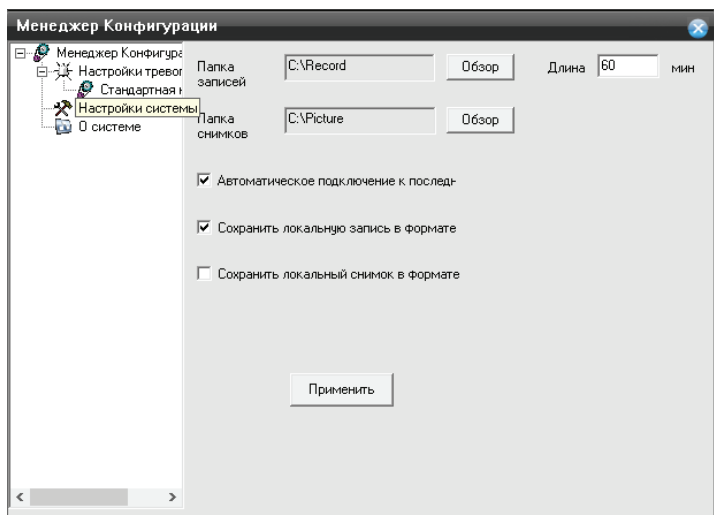 Менеджер Конфигурации
Менеджер Конфигура
Настройки тревог
Стандартная н
Настройки системы
О системе
Папка записей
C:\Record
Обзор
Длина
60
мин
Папка снимков
C:\Picture
Обзор
Автоматическое подключение к последн
Сохранить локальную запись в формате
Сохранить локальный снимок в формате
Применить